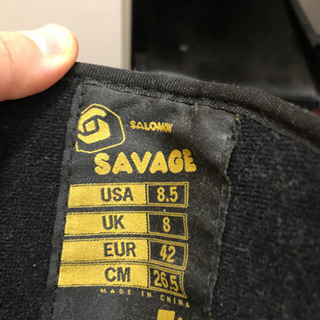 SALOMON
SAVAGE
USA 8.5
UK 8
EUR 42
CM 26.5
MADE IN CHINA